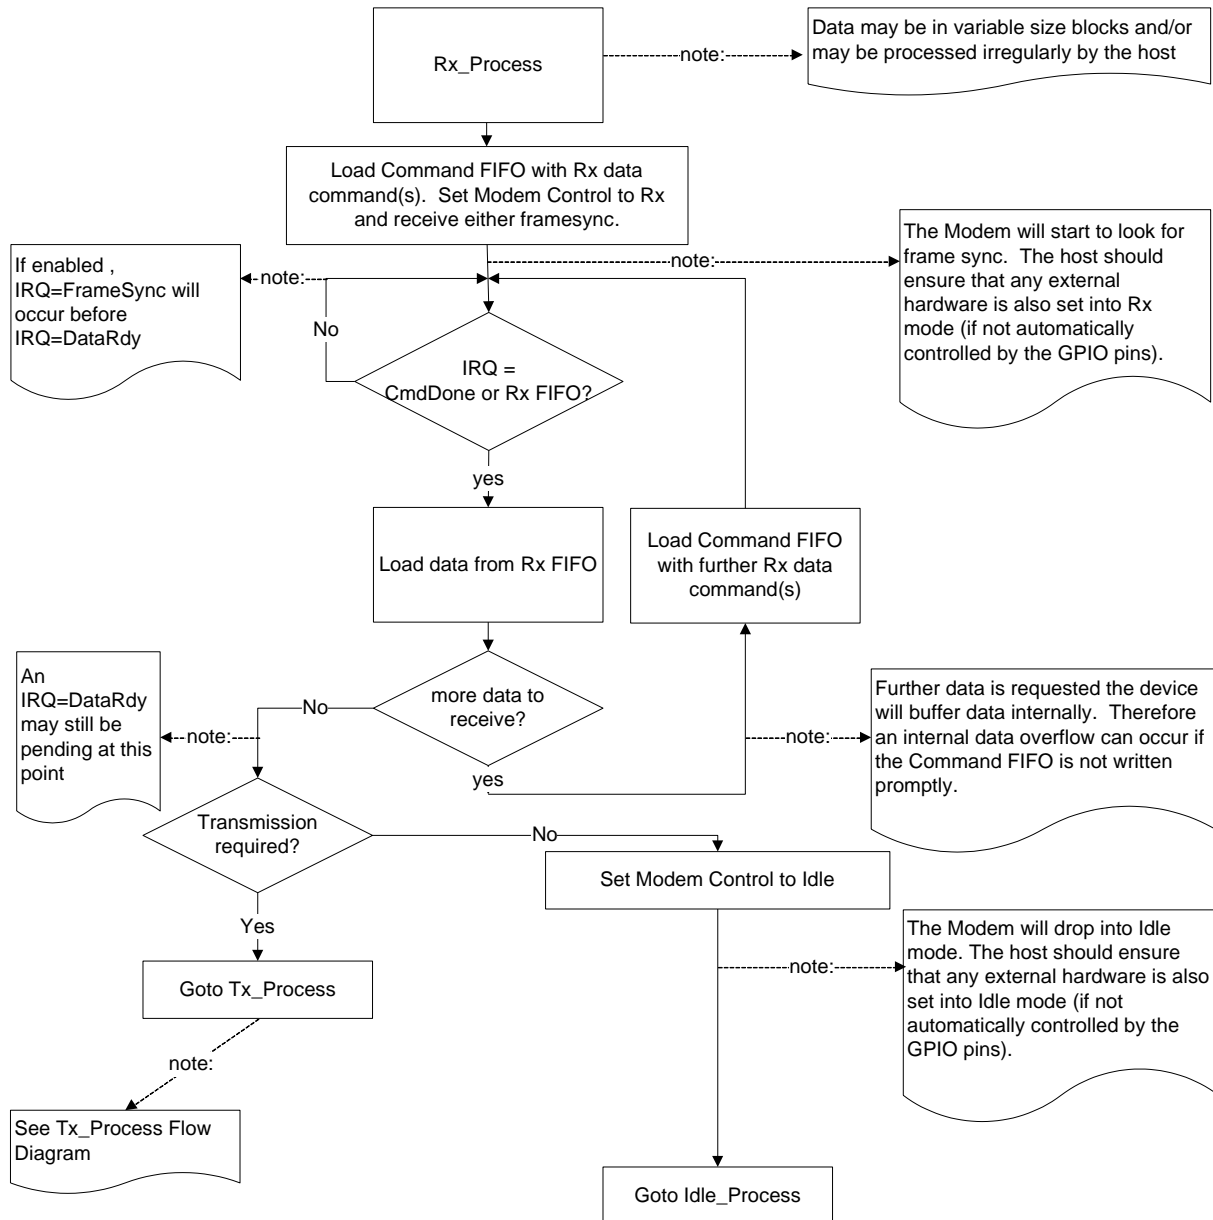 Rx_Process
note:
Data may be in variable size blocks and/or
may be processed irregularly by the host
Load Command FIFO with Rx data
command(s).  Set Modem Control to Rx
and receive either framesync.
If enabled ,
IRQ=FrameSync will
occur before
IRQ=DataRdy
note:
note:
The Modem will start to look for
frame sync.  The host should
ensure that any external
hardware is also set into Rx
mode (if not automatically
controlled by the GPIO pins).
No
IRQ =
CmdDone or Rx FIFO?
yes
Load data from Rx FIFO
Load Command FIFO
with further Rx data
command(s)
An
IRQ=DataRdy
may still be
pending at this
point
note:
No
more data to
receive?
yes
note:
Further data is requested the device
will buffer data internally.  Therefore
an internal data overflow can occur if
the Command FIFO is not written
promptly.
Transmission
required?
No
Set Modem Control to Idle
Yes
note:
The Modem will drop into Idle
mode. The host should ensure
that any external hardware is also
set into Idle mode (if not
automatically controlled by the
GPIO pins).
Goto Tx_Process
note:
See Tx_Process Flow
Diagram
Goto Idle_Process